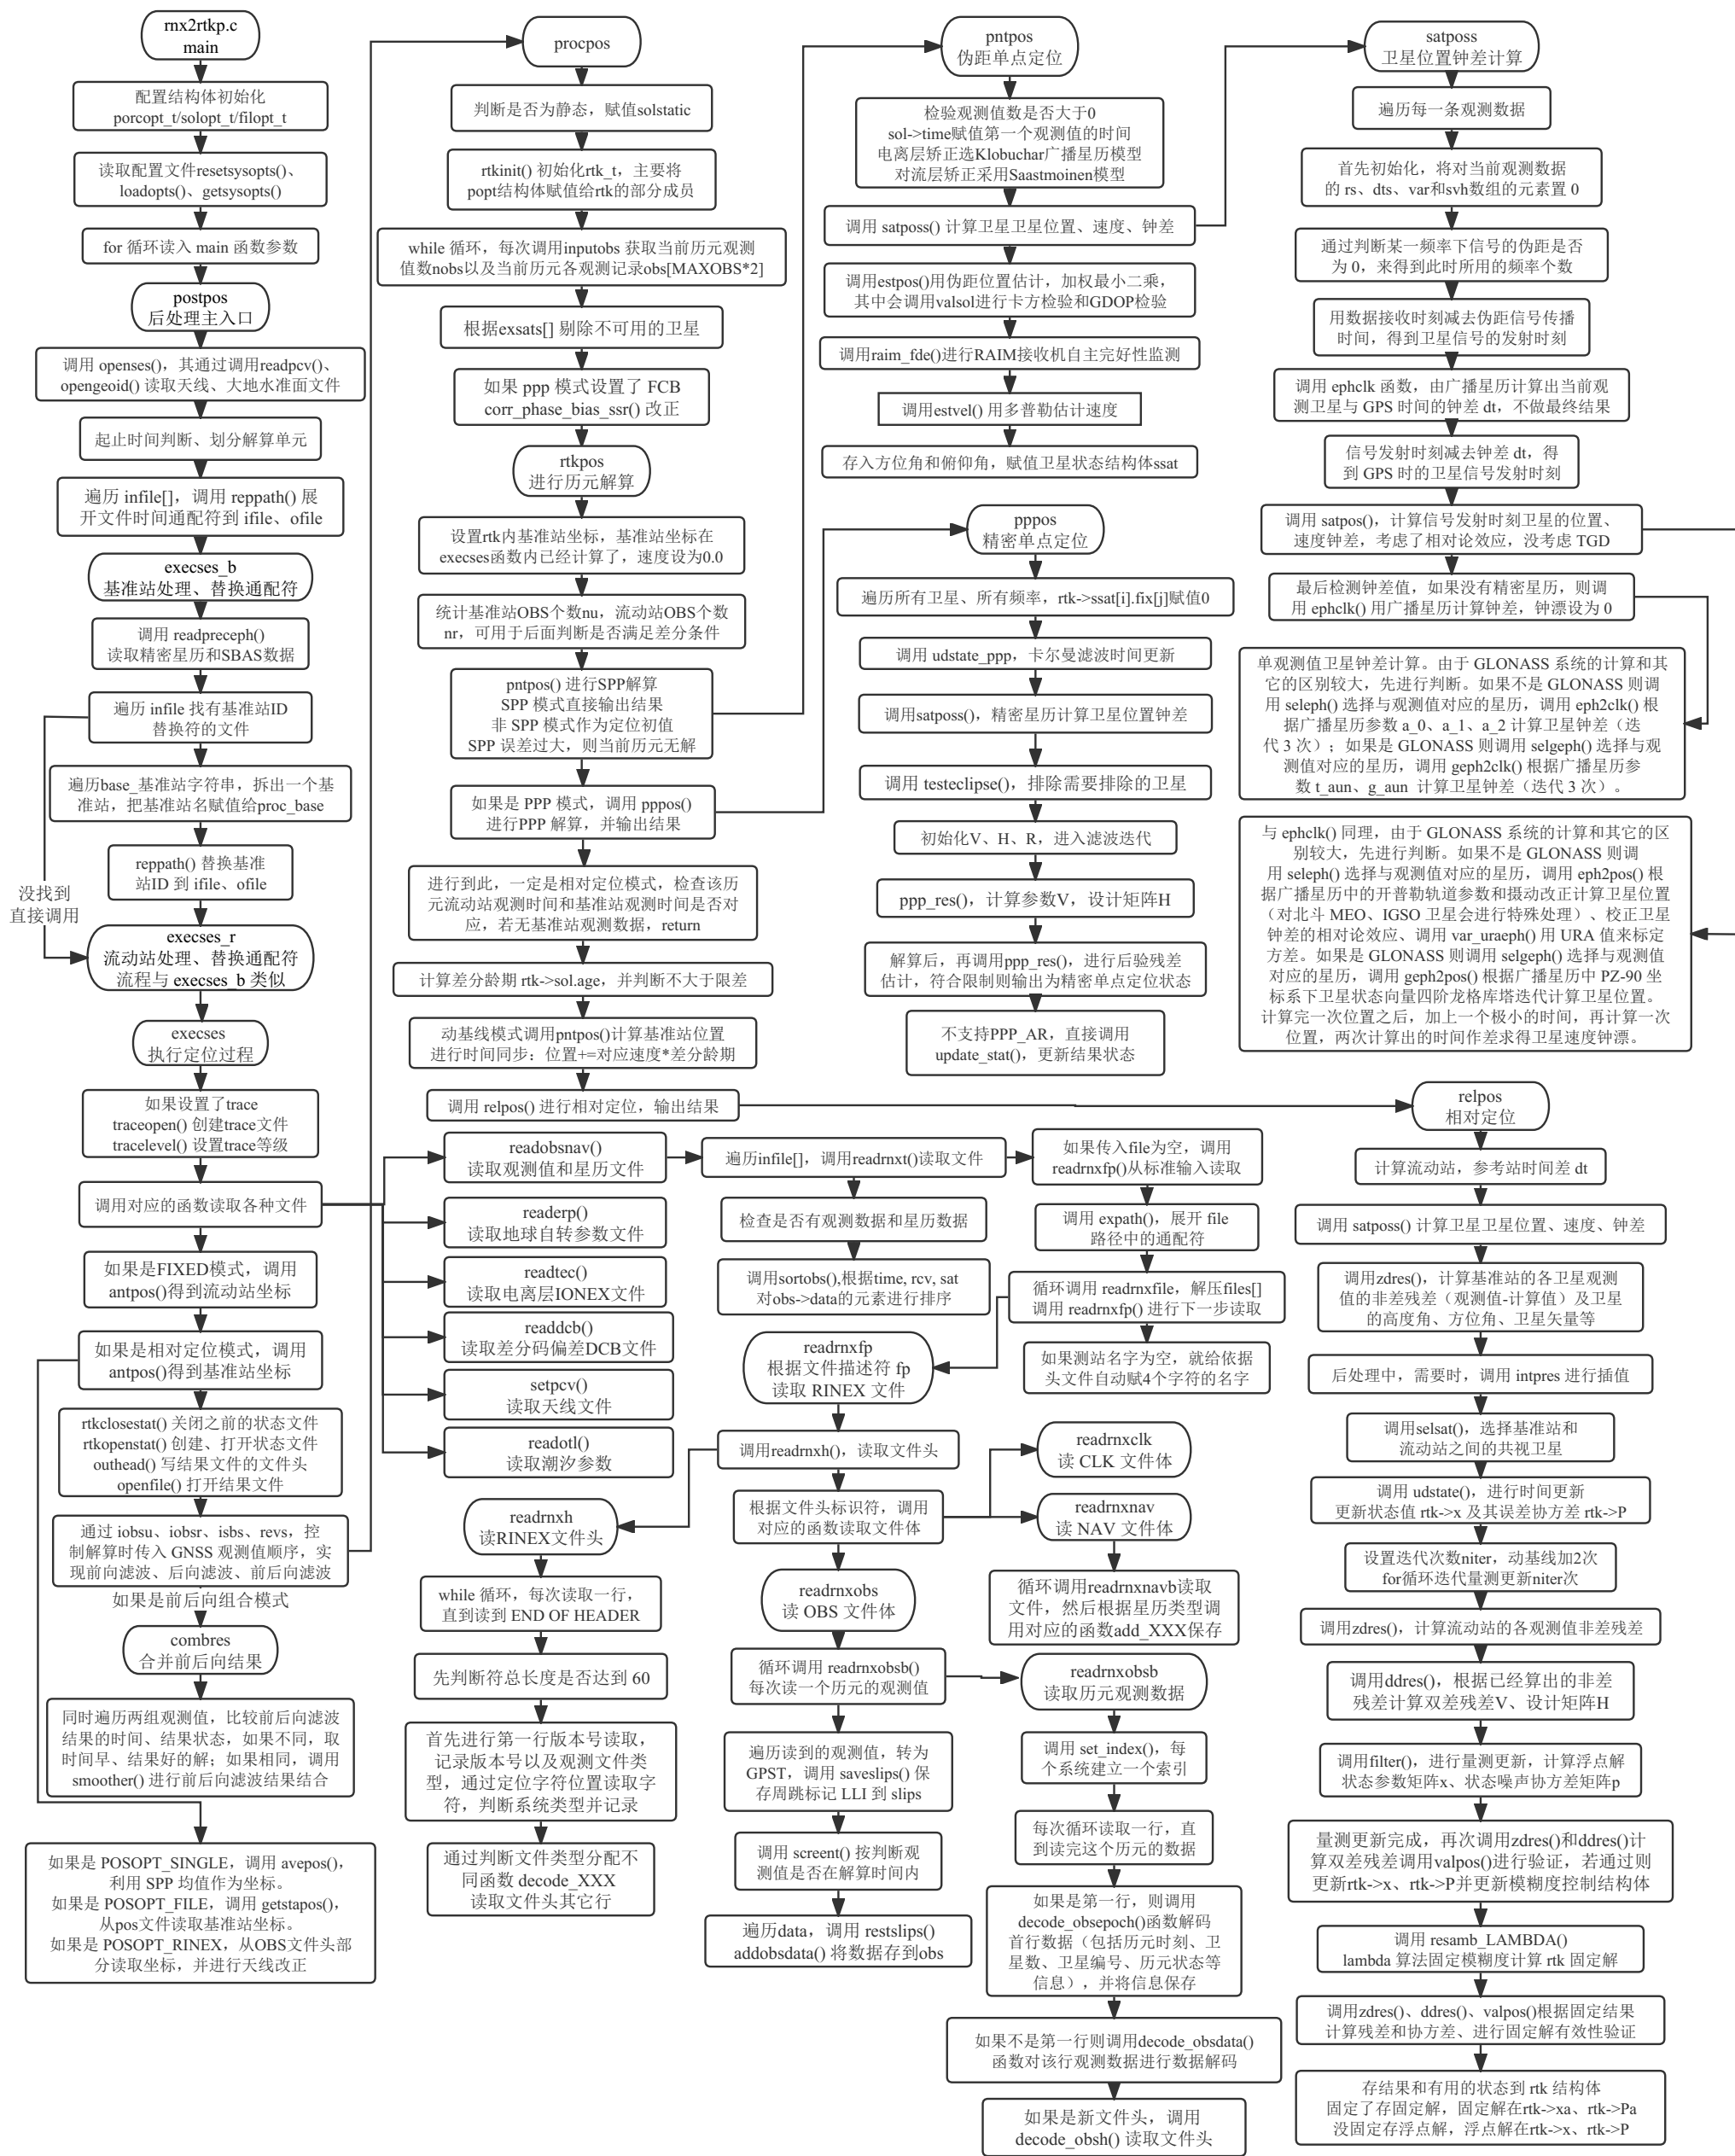 rnx2rtkp.c
main
配置结构体初始化
porcopt_t/solopt_t/filopt_t
读取配置文件resetsysopts()、
loadopts()、getsysopts()
for 循环读入 main 函数参数
postpos
后处理主入口
调用 openses()，其通过调用readpcv()、
opengeoid() 读取天线、大地水准面文件
起止时间判断、划分解算单元
遍历 infile[]，调用 reppath() 展
开文件时间通配符到 ifile、ofile
execses_b
基准站处理、替换通配符
调用 readpreceph()
读取精密星历和SBAS数据
遍历 infile 找有基准站ID
替换符的文件
遍历base_基准站字符串，拆出一个基
准站，把基准站名赋值给proc_base
reppath() 替换基准
站ID 到 ifile、ofile
没找到
直接调用
execses_r
流动站处理、替换通配符
流程与 execses_b 类似
execses
执行定位过程
如果设置了trace
traceopen() 创建trace文件
tracelevel() 设置trace等级
调用对应的函数读取各种文件
如果是FIXED模式，调用
antpos()得到流动站坐标
如果是相对定位模式，调用
antpos()得到基准站坐标
rtkclosestat() 关闭之前的状态文件
rtkopenstat() 创建、打开状态文件
outhead() 写结果文件的文件头
openfile() 打开结果文件
通过 iobsu、iobsr、isbs、revs，控
制解算时传入 GNSS 观测值顺序，实
现前向滤波、后向滤波、前后向滤波
如果是前后向组合模式
combres
合并前后向结果
同时遍历两组观测值，比较前后向滤波
结果的时间、结果状态，如果不同，取
时间早、结果好的解；如果相同，调用
smoother() 进行前后向滤波结果结合
如果是 POSOPT_SINGLE，调用 avepos()，
利用 SPP 均值作为坐标。
如果是 POSOPT_FILE，调用 getstapos()，
从pos文件读取基准站坐标。
如果是 POSOPT_RINEX，从OBS文件头部
分读取坐标，并进行天线改正
procpos
判断是否为静态，赋值solstatic
rtkinit() 初始化rtk_t，主要将
popt结构体赋值给rtk的部分成员
while 循环，每次调用inputobs 获取当前历元观测
值数nobs以及当前历元各观测记录obs[MAXOBS*2]
根据exsats[] 剔除不可用的卫星
如果 ppp 模式设置了 FCB
corr_phase_bias_ssr() 改正
rtkpos
进行历元解算
设置rtk内基准站坐标，基准站坐标在
execses函数内已经计算了，速度设为0.0
统计基准站OBS个数nu，流动站OBS个数
nr，可用于后面判断是否满足差分条件
pntpos() 进行SPP解算
SPP 模式直接输出结果
非 SPP 模式作为定位初值
SPP 误差过大，则当前历元无解
如果是 PPP 模式，调用 pppos()
进行PPP 解算，并输出结果
进行到此，一定是相对定位模式，检查该历
元流动站观测时间和基准站观测时间是否对
应，若无基准站观测数据，return
计算差分龄期 rtk->sol.age，并判断不大于限差
动基线模式调用pntpos()计算基准站位置
进行时间同步：位置+=对应速度*差分龄期
调用 relpos() 进行相对定位，输出结果
readobsnav()
读取观测值和星历文件
readerp()
读取地球自转参数文件
readtec()
读取电离层IONEX文件
readdcb()
读取差分码偏差DCB文件
setpcv()
读取天线文件
readotl()
读取潮汐参数
readrnxh
读RINEX文件头
while 循环，每次读取一行，
直到读到 END OF HEADER
先判断符总长度是否达到 60
首先进行第一行版本号读取，
记录版本号以及观测文件类
型，通过定位字符位置读取字
符，判断系统类型并记录
通过判断文件类型分配不
同函数 decode_XXX
读取文件头其它行
pntpos
伪距单点定位
检验观测值数是否大于0
sol->time赋值第一个观测值的时间
电离层矫正选Klobuchar广播星历模型
对流层矫正采用Saastmoinen模型
调用 satposs() 计算卫星卫星位置、速度、钟差
调用estpos()用伪距位置估计，加权最小二乘，
其中会调用valsol进行卡方检验和GDOP检验
调用raim_fde()进行RAIM接收机自主完好性监测
调用estvel() 用多普勒估计速度
存入方位角和俯仰角，赋值卫星状态结构体ssat
pppos
精密单点定位
遍历所有卫星、所有频率，rtk->ssat[i].fix[j]赋值0
调用 udstate_ppp，卡尔曼滤波时间更新
调用satposs()，精密星历计算卫星位置钟差
调用 testeclipse()，排除需要排除的卫星
初始化V、H、R，进入滤波迭代
ppp_res()，计算参数V，设计矩阵H
解算后，再调用ppp_res()，进行后验残差
估计，符合限制则输出为精密单点定位状态
不支持PPP_AR，直接调用
update_stat()，更新结果状态
遍历infile[]，调用readrnxt()读取文件
检查是否有观测数据和星历数据
调用sortobs(),根据time, rcv, sat
对obs->data的元素进行排序
如果传入file为空，调用
readrnxfp()从标准输入读取
调用 expath()，展开 file
路径中的通配符
循环调用 readrnxfile，解压files[]
调用 readrnxfp() 进行下一步读取
如果测站名字为空，就给依据
头文件自动赋4个字符的名字
readrnxfp
根据文件描述符 fp
读取 RINEX 文件
调用readrnxh()，读取文件头
根据文件头标识符，调用
对应的函数读取文件体
readrnxclk
读 CLK 文件体
readrnxnav
读 NAV 文件体
循环调用readrnxnavb读取
文件，然后根据星历类型调
用对应的函数add_XXX保存
readrnxobs
读 OBS 文件体
循环调用 readrnxobsb()
每次读一个历元的观测值
遍历读到的观测值，转为
GPST，调用 saveslips() 保
存周跳标记 LLI 到 slips
调用 screent() 按判断观
测值是否在解算时间内
遍历data，调用 restslips()
addobsdata() 将数据存到obs
readrnxobsb
读取历元观测数据
调用 set_index()，每
个系统建立一个索引
每次循环读取一行，直
到读完这个历元的数据
如果是第一行，则调用
decode_obsepoch()函数解码
首行数据（包括历元时刻、卫
星数、卫星编号、历元状态等
信息），并将信息保存
如果不是第一行则调用decode_obsdata()
函数对该行观测数据进行数据解码
如果是新文件头，调用
decode_obsh() 读取文件头
satposs
卫星位置钟差计算
遍历每一条观测数据
首先初始化，将对当前观测数据
的 rs、dts、var和svh数组的元素置 0
通过判断某一频率下信号的伪距是否
为 0，来得到此时所用的频率个数
用数据接收时刻减去伪距信号传播
时间，得到卫星信号的发射时刻
调用 ephclk 函数，由广播星历计算出当前观
测卫星与 GPS 时间的钟差 dt，不做最终结果
信号发射时刻减去钟差 dt，得
到 GPS 时的卫星信号发射时刻
调用 satpos()，计算信号发射时刻卫星的位置、
速度钟差，考虑了相对论效应，没考虑 TGD
最后检测钟差值，如果没有精密星历，则调
用 ephclk() 用广播星历计算钟差，钟漂设为 0
单观测值卫星钟差计算。由于 GLONASS 系统的计算和其
它的区别较大，先进行判断。如果不是 GLONASS 则调
用 seleph() 选择与观测值对应的星历，调用 eph2clk() 根
据广播星历参数 a_0、a_1、a_2 计算卫星钟差（迭
代 3 次）；如果是 GLONASS 则调用 selgeph() 选择与观
测值对应的星历，调用 geph2clk() 根据广播星历参
数 t_aun、g_aun 计算卫星钟差（迭代 3 次）。
与 ephclk() 同理，由于 GLONASS 系统的计算和其它的区
别较大，先进行判断。如果不是 GLONASS 则调
用 seleph() 选择与观测值对应的星历，调用 eph2pos() 根
据广播星历中的开普勒轨道参数和摄动改正计算卫星位置
（对北斗 MEO、IGSO 卫星会进行特殊处理）、校正卫星
钟差的相对论效应、调用 var_uraeph() 用 URA 值来标定
方差。如果是 GLONASS 则调用 selgeph() 选择与观测值
对应的星历，调用 geph2pos() 根据广播星历中 PZ-90 坐
标系下卫星状态向量四阶龙格库塔迭代计算卫星位置。
计算完一次位置之后，加上一个极小的时间，再计算一次
位置，两次计算出的时间作差求得卫星速度钟漂。
relpos
相对定位
计算流动站，参考站时间差 dt
调用 satposs() 计算卫星卫星位置、速度、钟差
调用zdres()，计算基准站的各卫星观测
值的非差残差（观测值-计算值）及卫星
的高度角、方位角、卫星矢量等
后处理中，需要时，调用 intpres 进行插值
调用selsat()，选择基准站和
流动站之间的共视卫星
调用 udstate()，进行时间更新
更新状态值 rtk->x 及其误差协方差 rtk->P
设置迭代次数niter，动基线加2次
for循环迭代量测更新niter次
调用zdres()，计算流动站的各观测值非差残差
调用ddres()，根据已经算出的非差
残差计算双差残差V、设计矩阵H
调用filter()，进行量测更新，计算浮点解
状态参数矩阵x、状态噪声协方差矩阵p
量测更新完成，再次调用zdres()和ddres()计
算双差残差调用valpos()进行验证，若通过则
更新rtk->x、rtk->P并更新模糊度控制结构体
调用 resamb_LAMBDA()
lambda 算法固定模糊度计算 rtk 固定解
调用zdres()、ddres()、valpos()根据固定结果
计算残差和协方差、进行固定解有效性验证
存结果和有用的状态到 rtk 结构体
固定了存固定解，固定解在rtk->xa、rtk->Pa
没固定存浮点解，浮点解在rtk->x、rtk->P